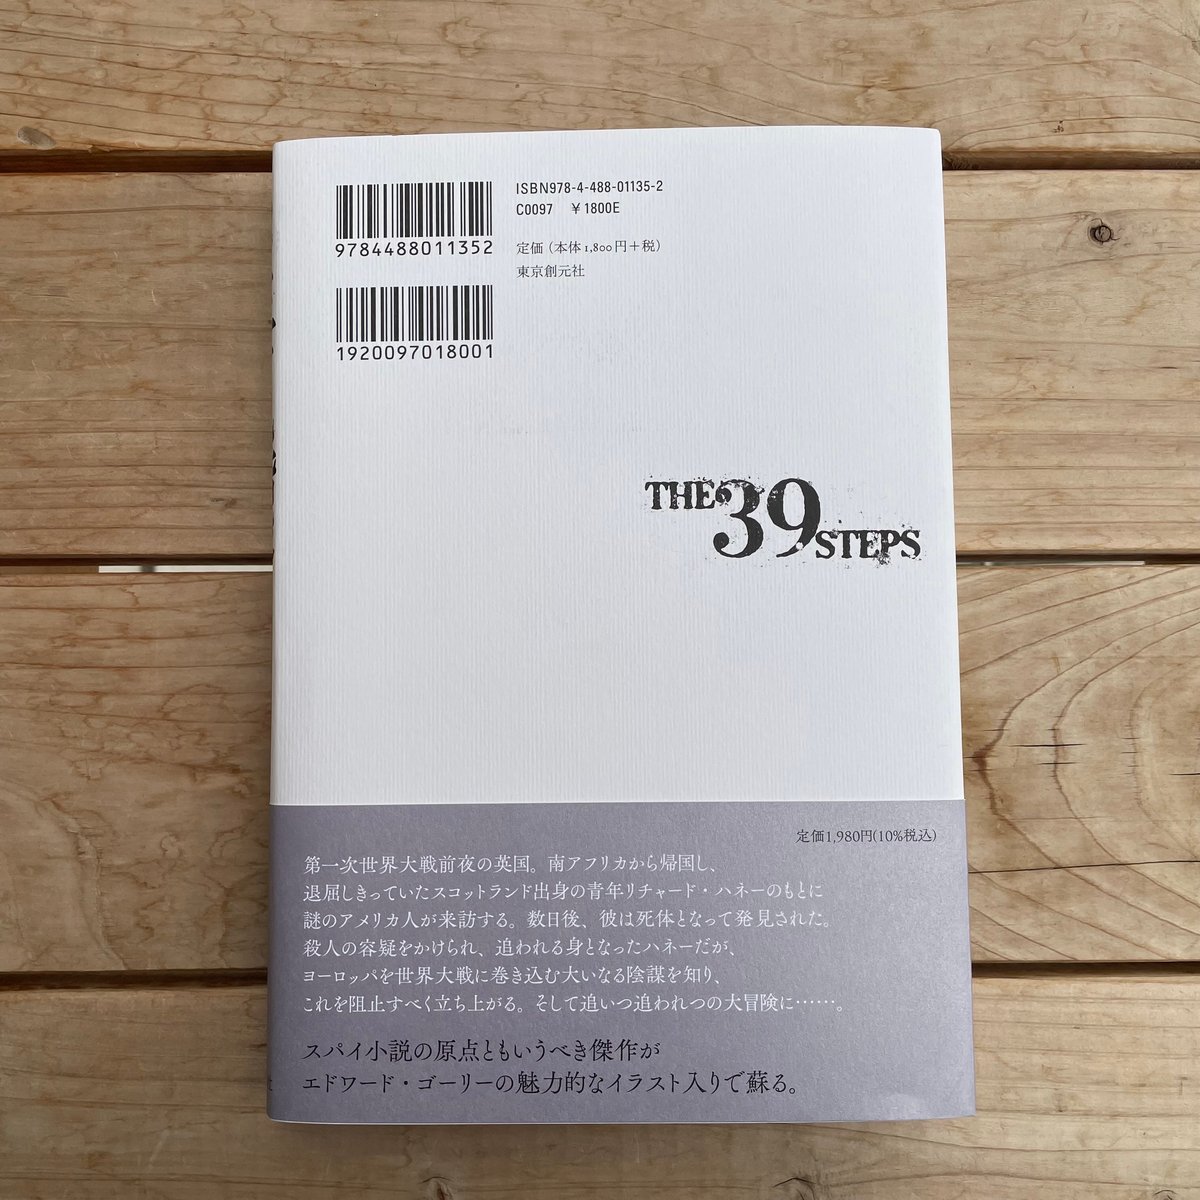 ISBN978-4-488-01135-2
C0097 ¥1800E
9784488011352
定価(本体1,800円+税)
東京創元社
1920097018001
THE 39 STEPS
定価1,980円(10%税込)
第一次世界大戦前夜の英国。南アフリカから帰国し、
退屈しきっていたスコットランド出身の青年リチャード・ハネーのもとに
謎のアメリカ人が来訪する。数日後、彼は死体となって発見された。
殺人の容疑をかけられ、追われる身となったハネーだが、
ヨーロッパを世界大戦に巻き込む大いなる陰謀を知り、
これを阻止すべく立ち上がる。そして追いつ追われつの大冒険に……。
スパイ小説の原点ともいうべき傑作が
エドワード・ゴーリーの魅力的なイラスト入りで蘇る。